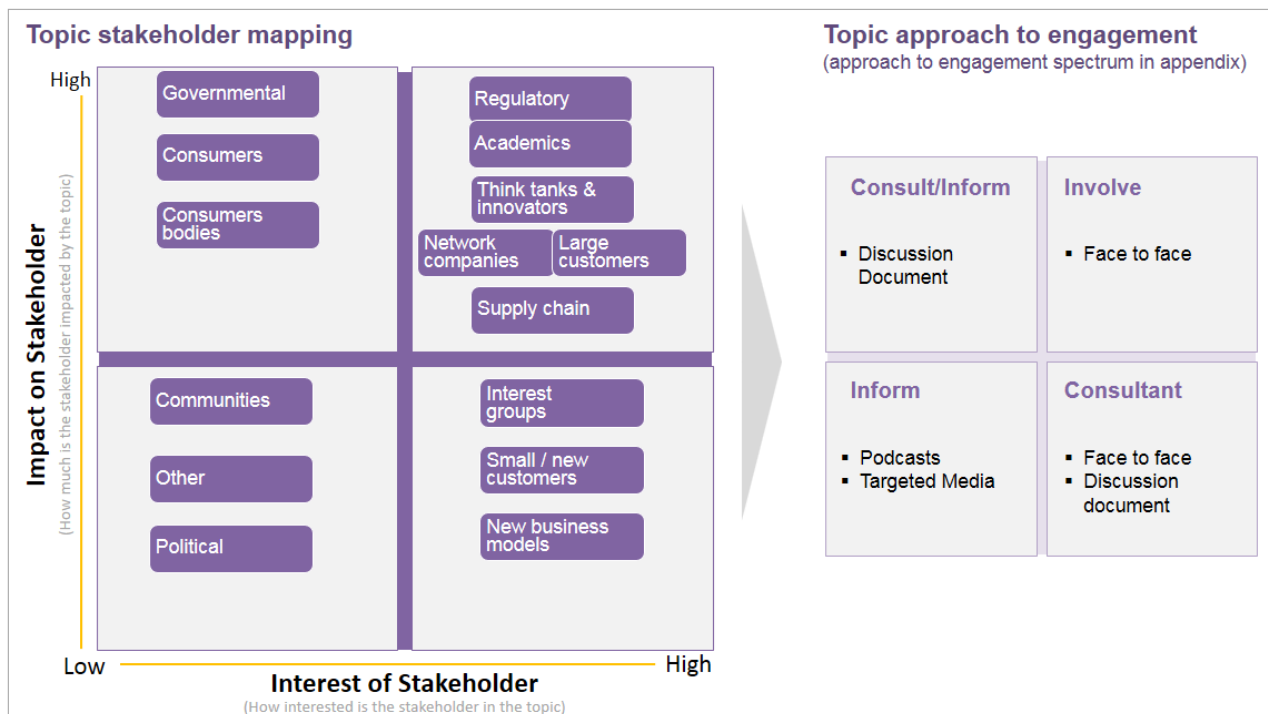 Topic stakeholder mapping
High
Governmental
Consumers
Consumers
bodies
Regulatory
Academics
Think tanks &
innovators
Network
companies
Large
customers
Supply chain
Impact on Stakeholder
(How much is the stakeholder impacted by the topic)
Communities
Other
Political
Interest
groups
Small / new
customers
New business
models
Low
High
Interest of Stakeholder
(How interested is the stakeholder in the topic)
Topic approach to engagement
(approach to engagement spectrum in appendix)
Consult/Inform
▪ Discussion
Document
Involve
▪ Face to face
Inform
▪ Podcasts
▪ Targeted Media
Consultant
▪ Face to face
▪ Discussion
document